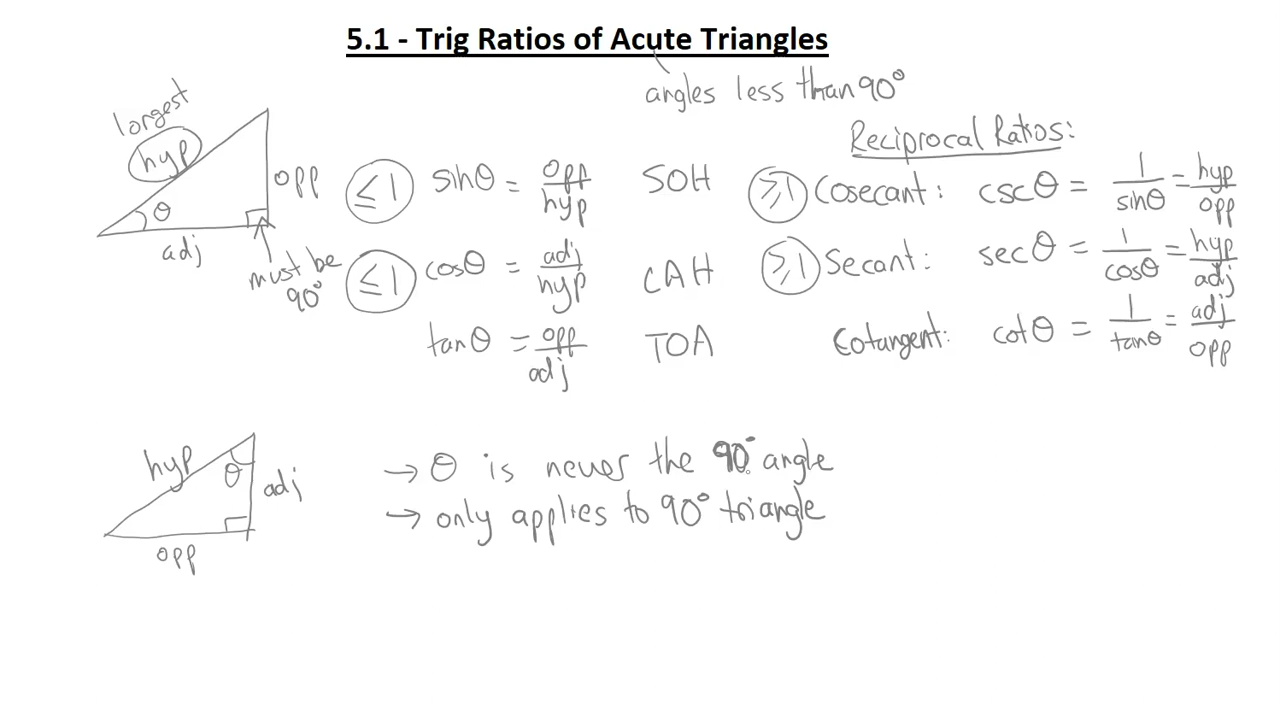 5.1 - Trig Ratios of Acute Triangles
angles less than 90°
largest
hyp
opp
θ
adj
must be
90°
≤1 sinθ = opp/hyp SOH
≤1 cosθ = adj/hyp CAH
tanθ = opp/adj TOA
Reciprocal Ratios:
≥1 Cosecant: cscθ = 1/sinθ = hyp/opp
≥1 Secant: secθ = 1/cosθ = hyp/adj
Cotangent: cotθ = 1/tanθ = adj/opp
hyp
θ
adj
opp
→ θ is never the 90° angle
→ only applies to 90° triangle